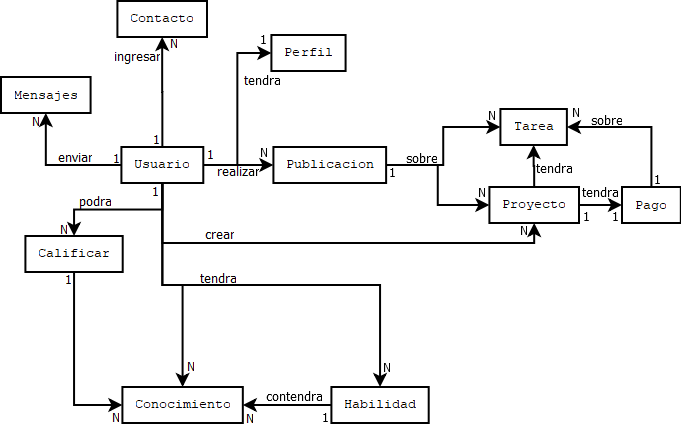 Contacto
N
1
ingresar
Perfil
tendra
Mensajes
N
N
N
Tarea
sobre
enviar
1
1
1
N
Usuario
realizar
Publicacion
1
sobre
tendra
1
1
podra
N
Proyecto
tendra
Pago
N
crear
N
1
1
Calificar
1
tendra
N
N
contendra
Conocimiento
Habilidad
N
N
1